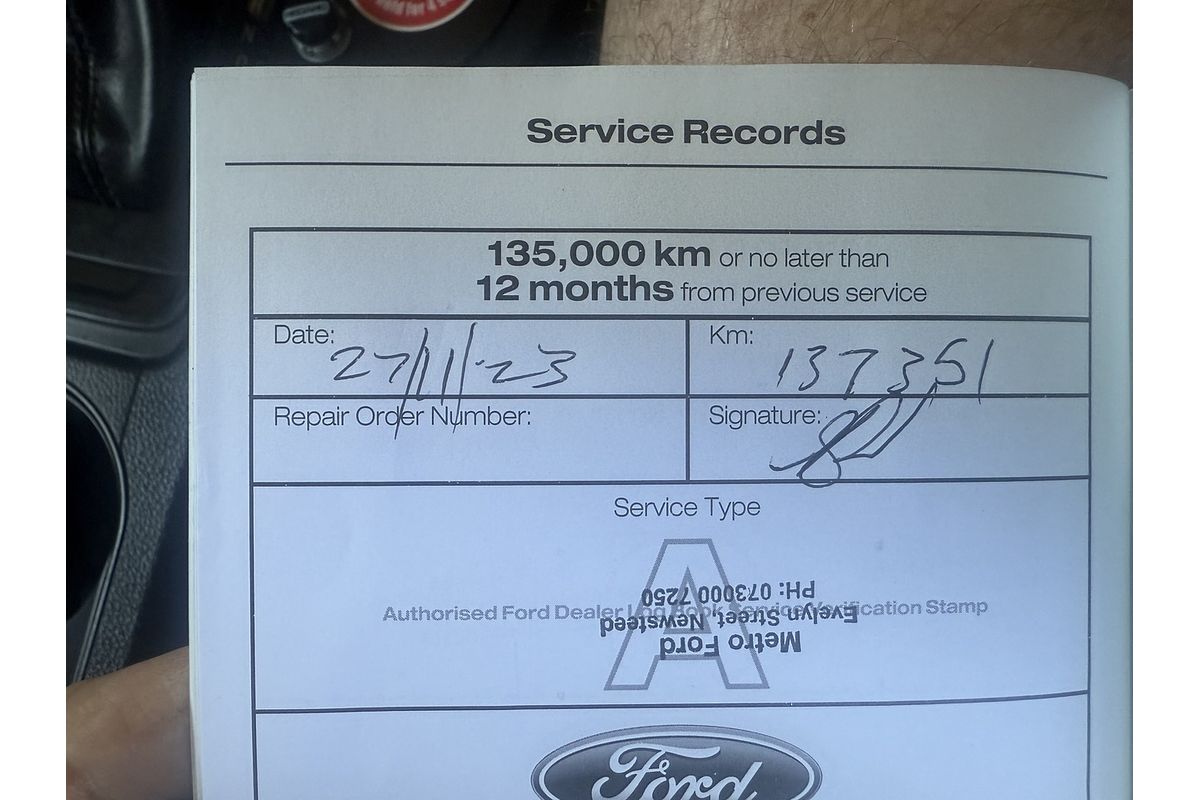 Service Records
135,000 km or no later than
12 months from previous service
Date: 27/11/23
Km: 137351
Repair Order Number:
Signature:
Service Type
A
Authorised Ford Dealer Log Book Service Verification Stamp
Metro Ford
Evelyn Street, Newsteed
PH: 073000 7250
Ford